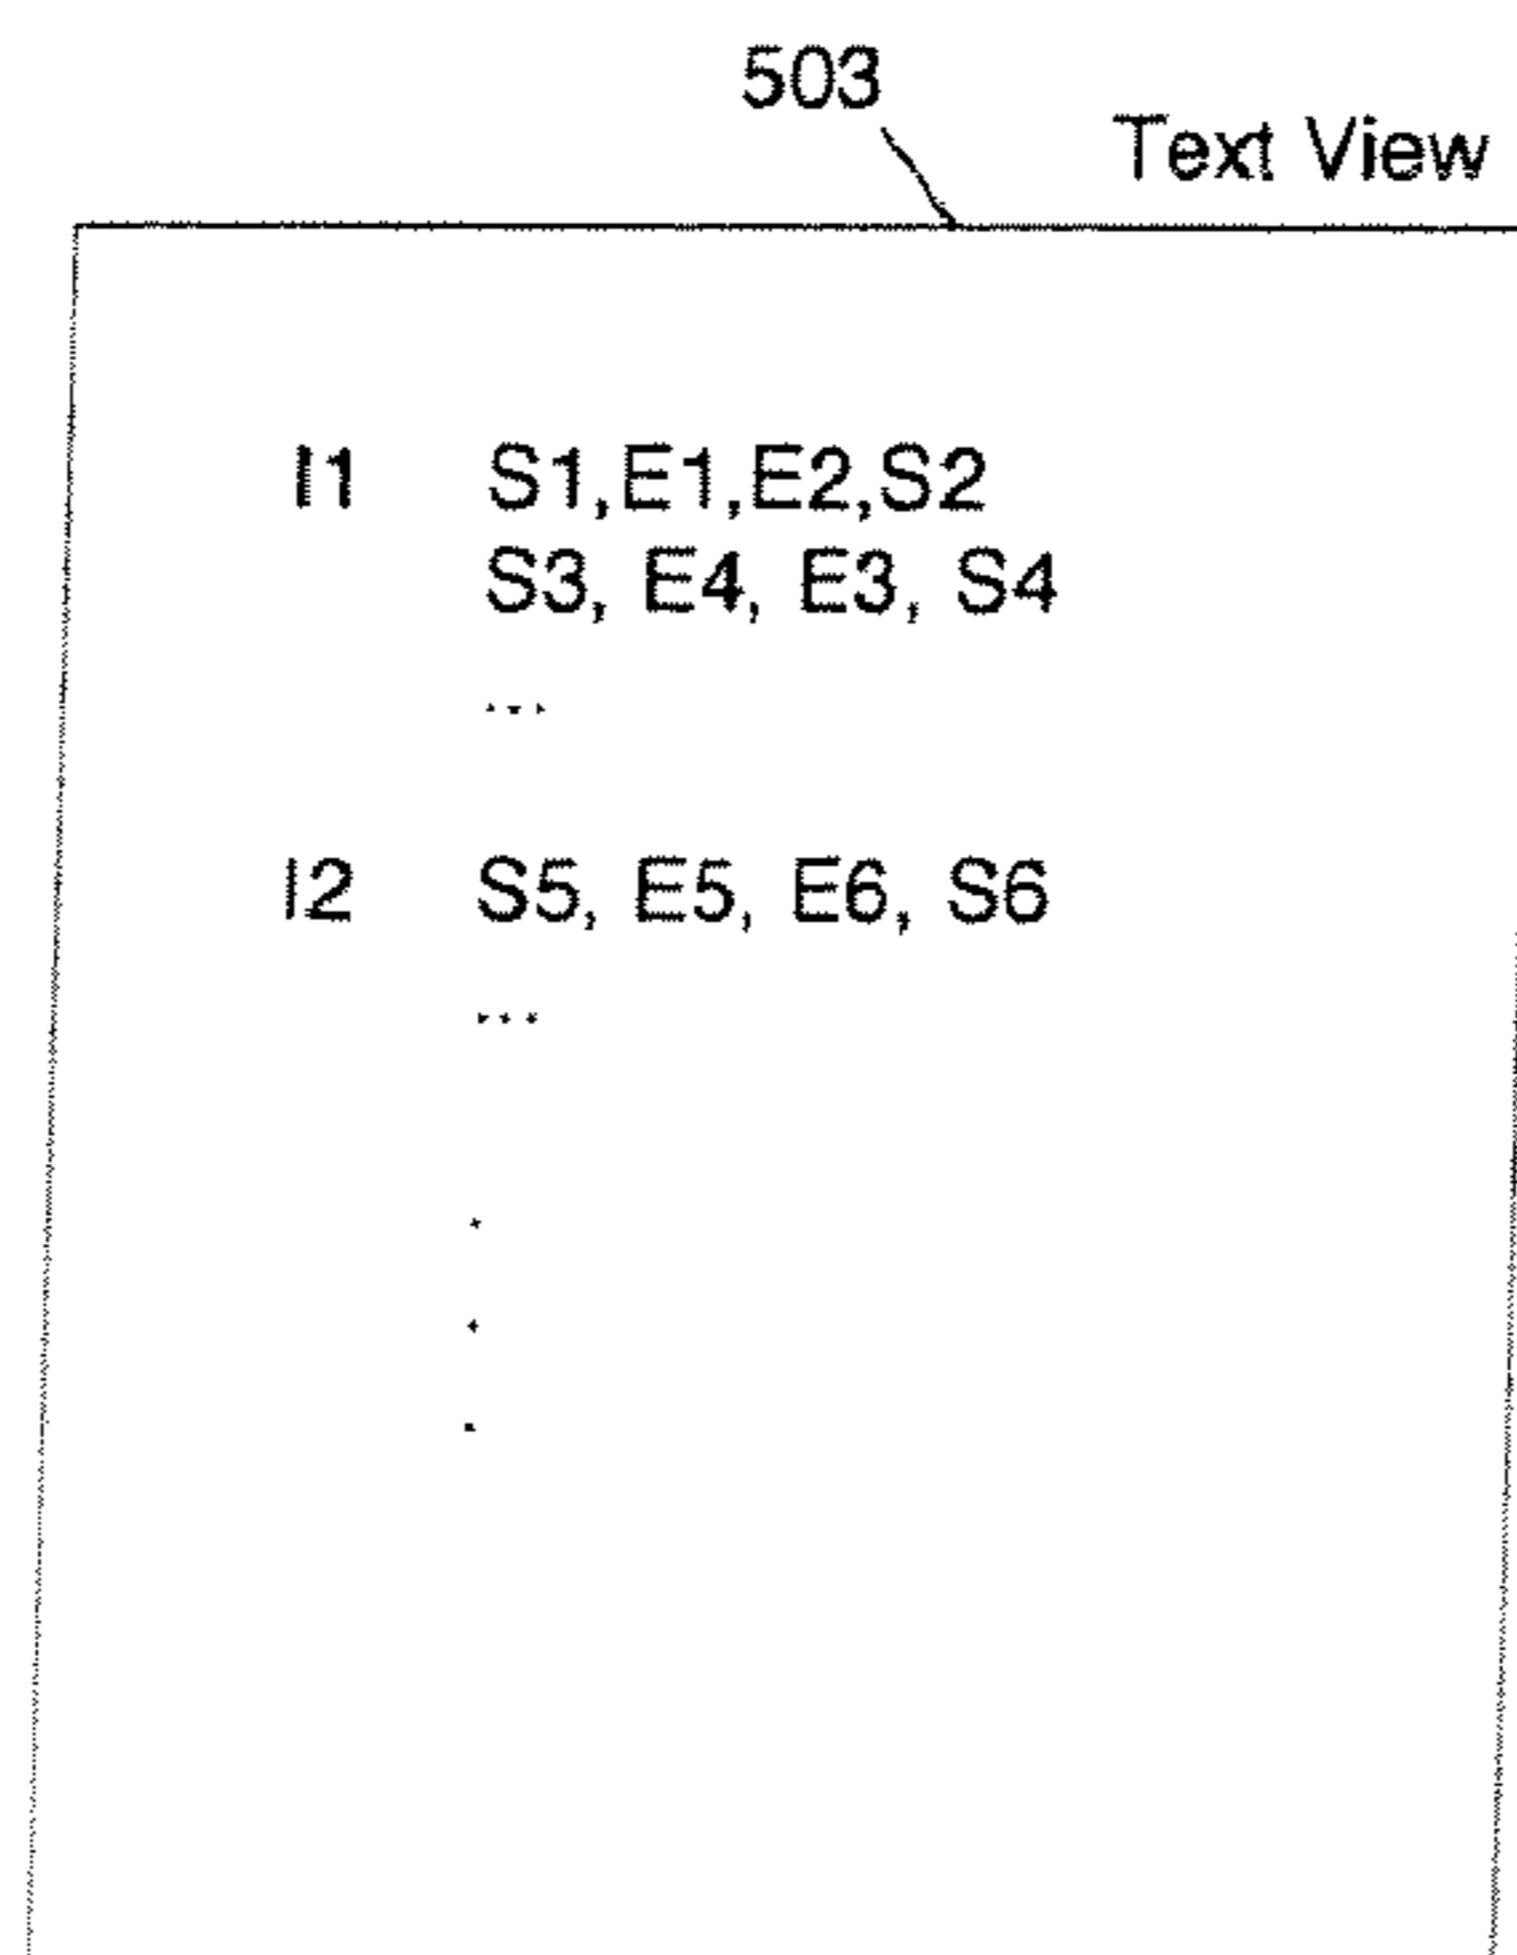 503
Text View
I1 S1,E1,E2,S2
S3, E4, E3, S4
...
I2 S5, E5, E6, S6
...
.
.
.